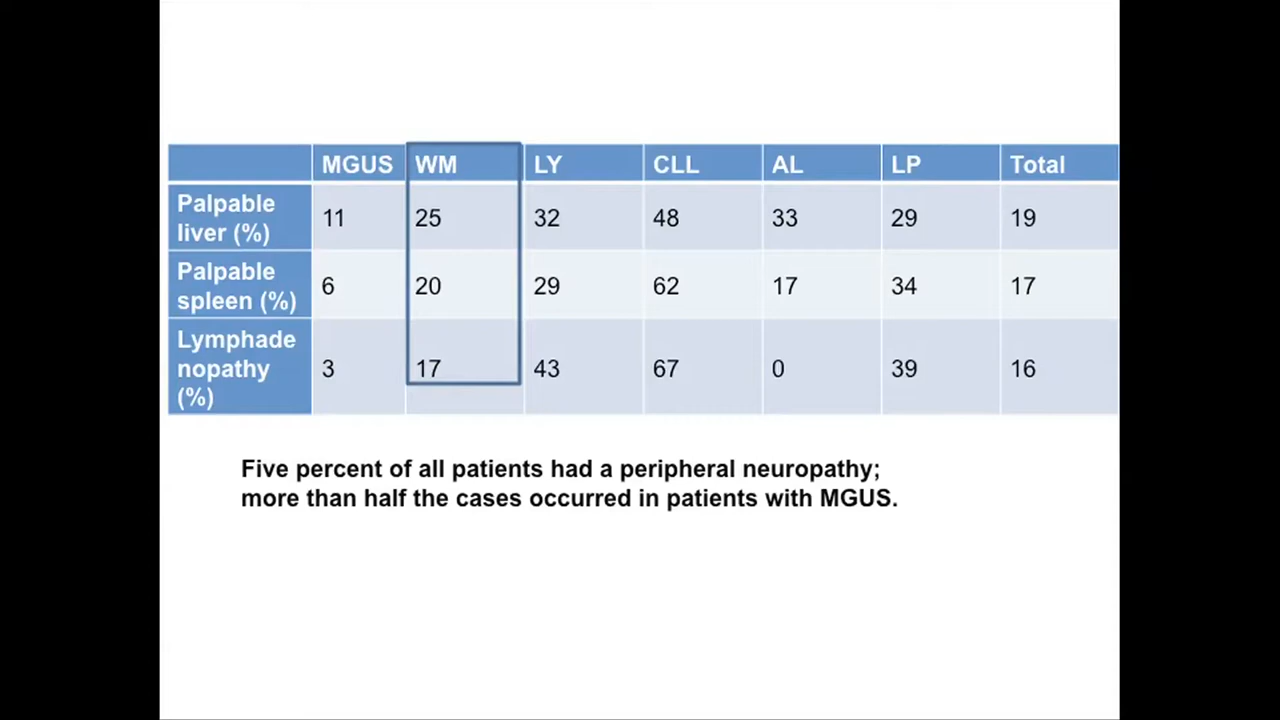 MGUS WM LY CLL AL LP Total
Palpable
liver (%) 11 25 32 48 33 29 19
Palpable
spleen (%) 6 20 29 62 17 34 17
Lymphade
nopathy 3 17 43 67 0 39 16
(%)
Five percent of all patients had a peripheral neuropathy;
more than half the cases occurred in patients with MGUS.